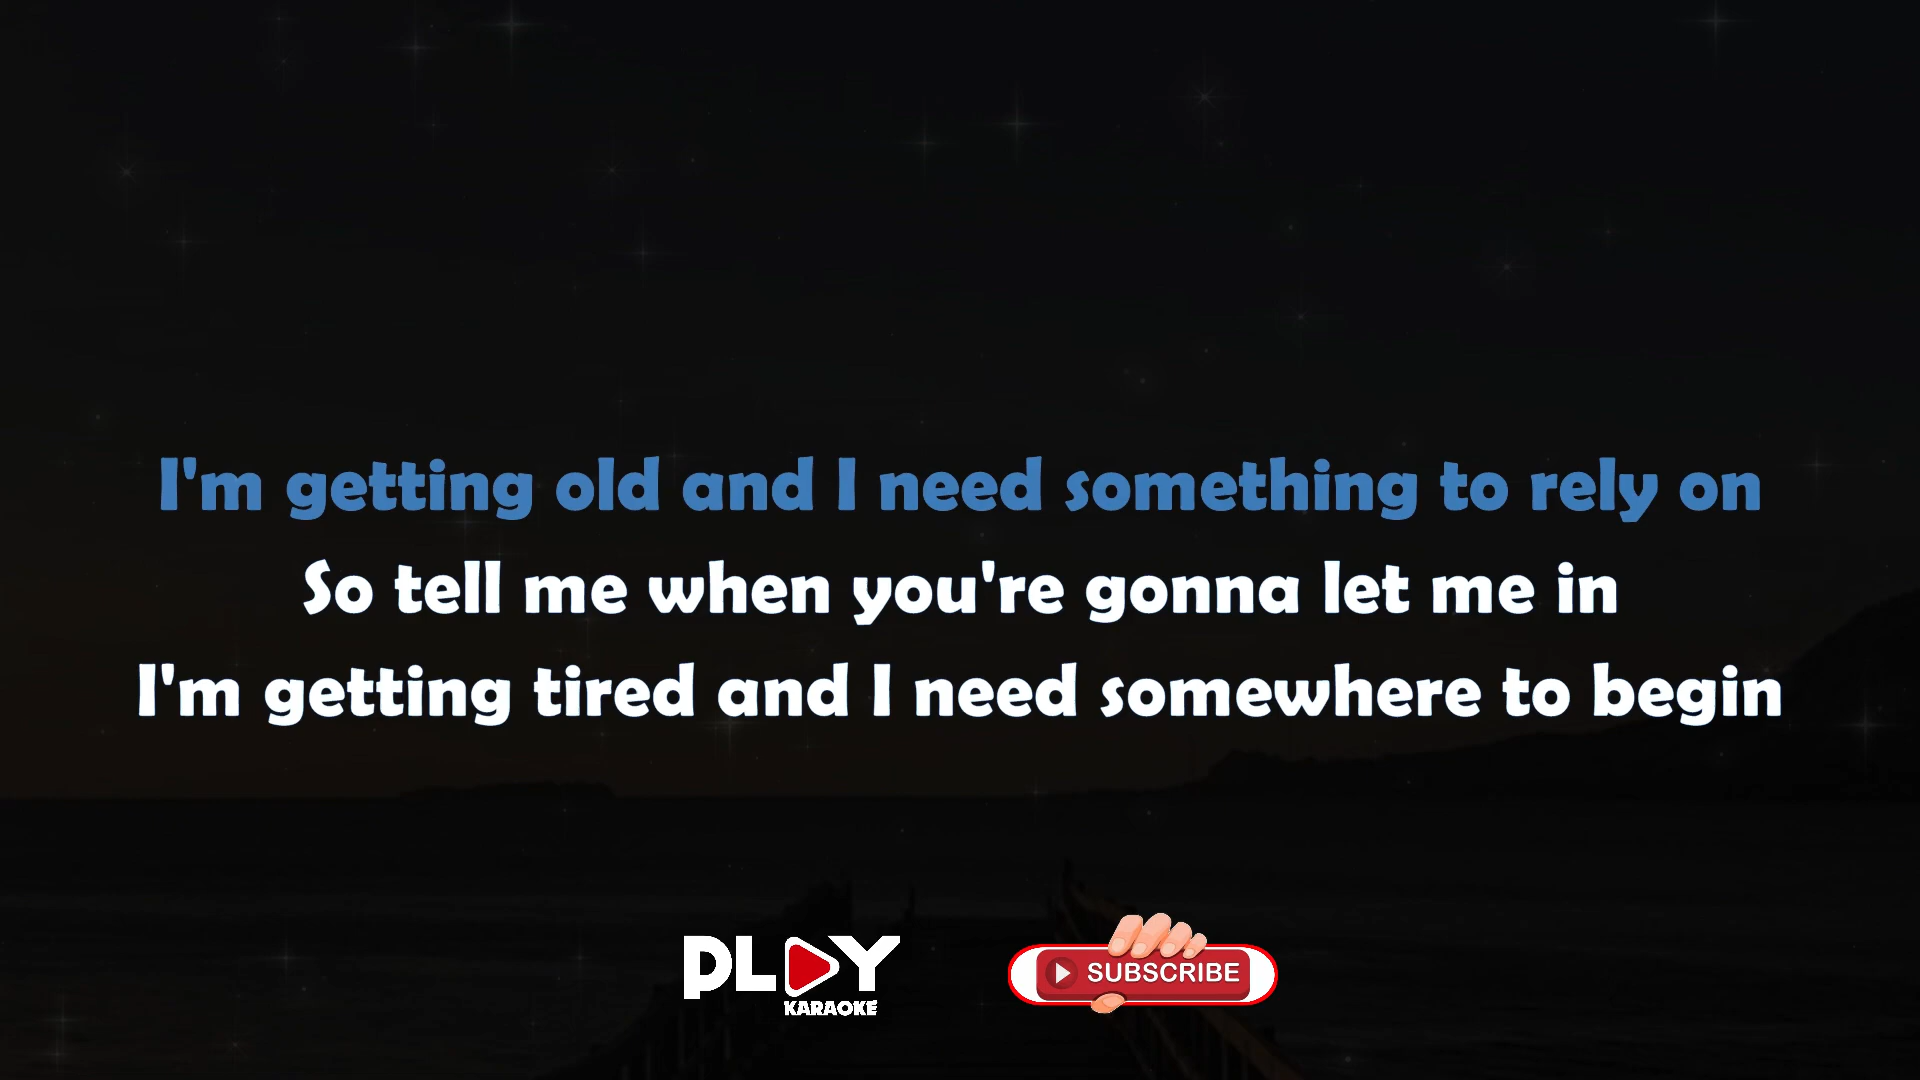 I'm getting old and I need something to rely on
So tell me when you're gonna let me in
I'm getting tired and I need somewhere to begin
PLAY
KARAOKE
SUBSCRIBE